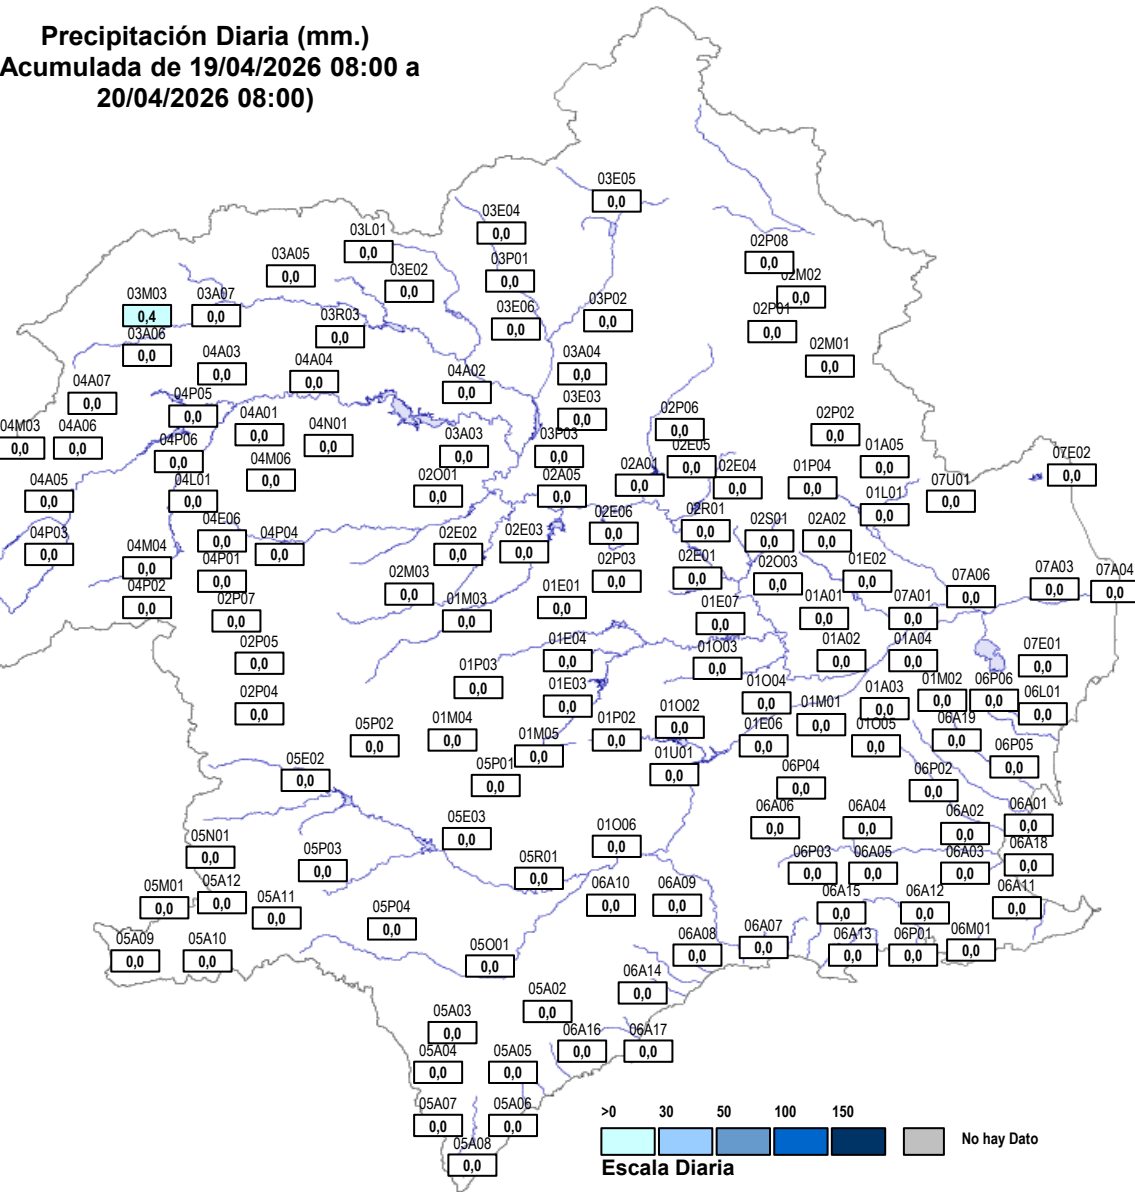 Precipitación Diaria (mm.)
Acumulada de 19/04/2026 08:00 a
20/04/2026 08:00)
03E05
0,0
03E04
0,0
03L01
0,0
03A05
0,0
03P01
0,0
03E02
0,0
02P08
0,0
02M02
0,0
03M03
0,4
03A07
0,0
03R03
0,0
03E06
0,0
03P02
0,0
02P01
0,0
03A06
0,0
04A03
0,0
04A04
0,0
03A04
0,0
02M01
0,0
04A07
0,0
04A02
0,0
04P05
0,0
03E03
0,0
04M03
0,0
04A06
0,0
04A01
0,0
04N01
0,0
02P06
0,0
02P02
0,0
04P06
0,0
03A03
0,0
03P03
0,0
02E05
0,0
01A05
0,0
07E02
0,0
04M06
0,0
02O01
0,0
02A05
0,0
02A01
0,0
02E04
0,0
01P04
0,0
07U01
0,0
04A05
0,0
04L01
0,0
01L01
0,0
04E06
0,0
02E06
0,0
02R01
0,0
02S01
0,0
02A02
0,0
04P03
0,0
04P04
0,0
02E02
0,0
02E03
0,0
04M04
0,0
04P01
0,0
02P03
0,0
02E01
0,0
02O03
0,0
01E02
0,0
07A03
0,0
07A04
0,0
04P02
0,0
02M03
0,0
01E01
0,0
07A06
0,0
02P07
0,0
01M03
0,0
01E07
0,0
01A01
0,0
07A01
0,0
02P05
0,0
01E04
0,0
01O03
0,0
01A02
0,0
01A04
0,0
07E01
0,0
01P03
0,0
02P04
0,0
01E03
0,0
01O04
0,0
01A03
0,0
01M02
0,0
06P06
0,0
06L01
0,0
05P02
0,0
01M04
0,0
01M05
0,0
01P02
0,0
01O02
0,0
01E06
0,0
01M01
0,0
01O05
0,0
06A19
0,0
05E02
0,0
05P01
0,0
01U01
0,0
06P04
0,0
06P02
0,0
06P05
0,0
05E03
0,0
01O06
0,0
06A06
0,0
06A04
0,0
06A02
0,0
06A01
0,0
05N01
0,0
05P03
0,0
05R01
0,0
06P03
0,0
06A05
0,0
06A03
0,0
06A18
0,0
05M01
0,0
05A12
0,0
05A11
0,0
06A10
0,0
06A09
0,0
06A15
0,0
06A12
0,0
06A11
0,0
05P04
0,0
05A09
0,0
05A10
0,0
05O01
0,0
06A08
0,0
06A07
0,0
06A13
0,0
06P01
0,0
06M01
0,0
06A14
0,0
05A02
0,0
05A03
0,0
06A16
0,0
06A17
0,0
05A04
0,0
05A05
0,0
05A07
0,0
05A06
0,0
05A08
0,0
>0 30 50 100 150
No hay Dato
Escala Diaria